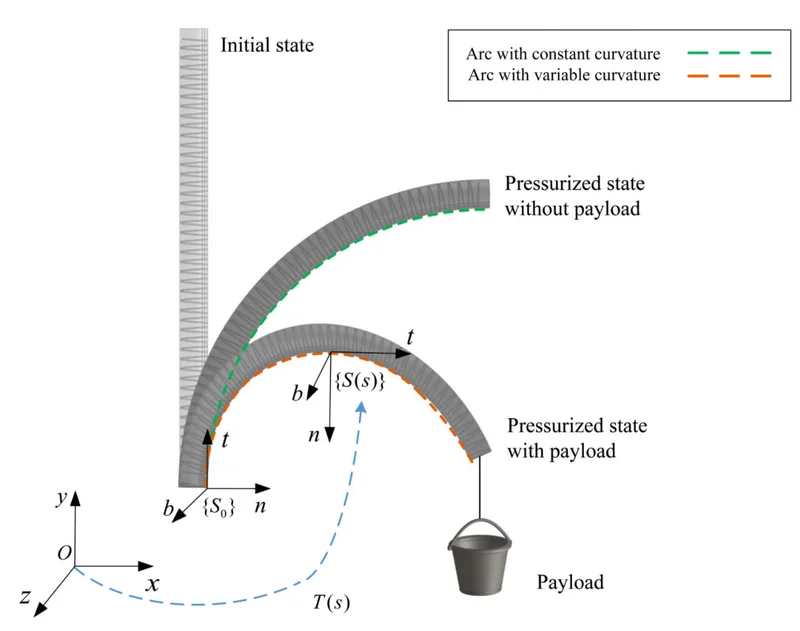 Initial state
Arc with constant curvature
Arc with variable curvature
Pressurized state
without payload
t
{S(s)}
b
n
Pressurized state
with payload
t
b
{S₀}
n
y
O
x
z
T(s)
Payload